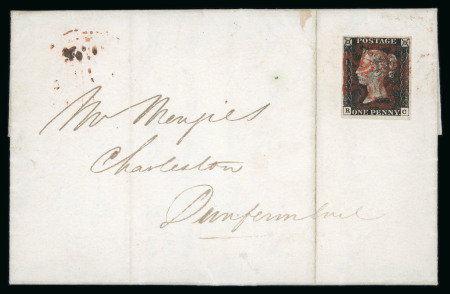 POSTAGE
B C
ONE PENNY
Mr Menzies
Charleston
Dunfermline